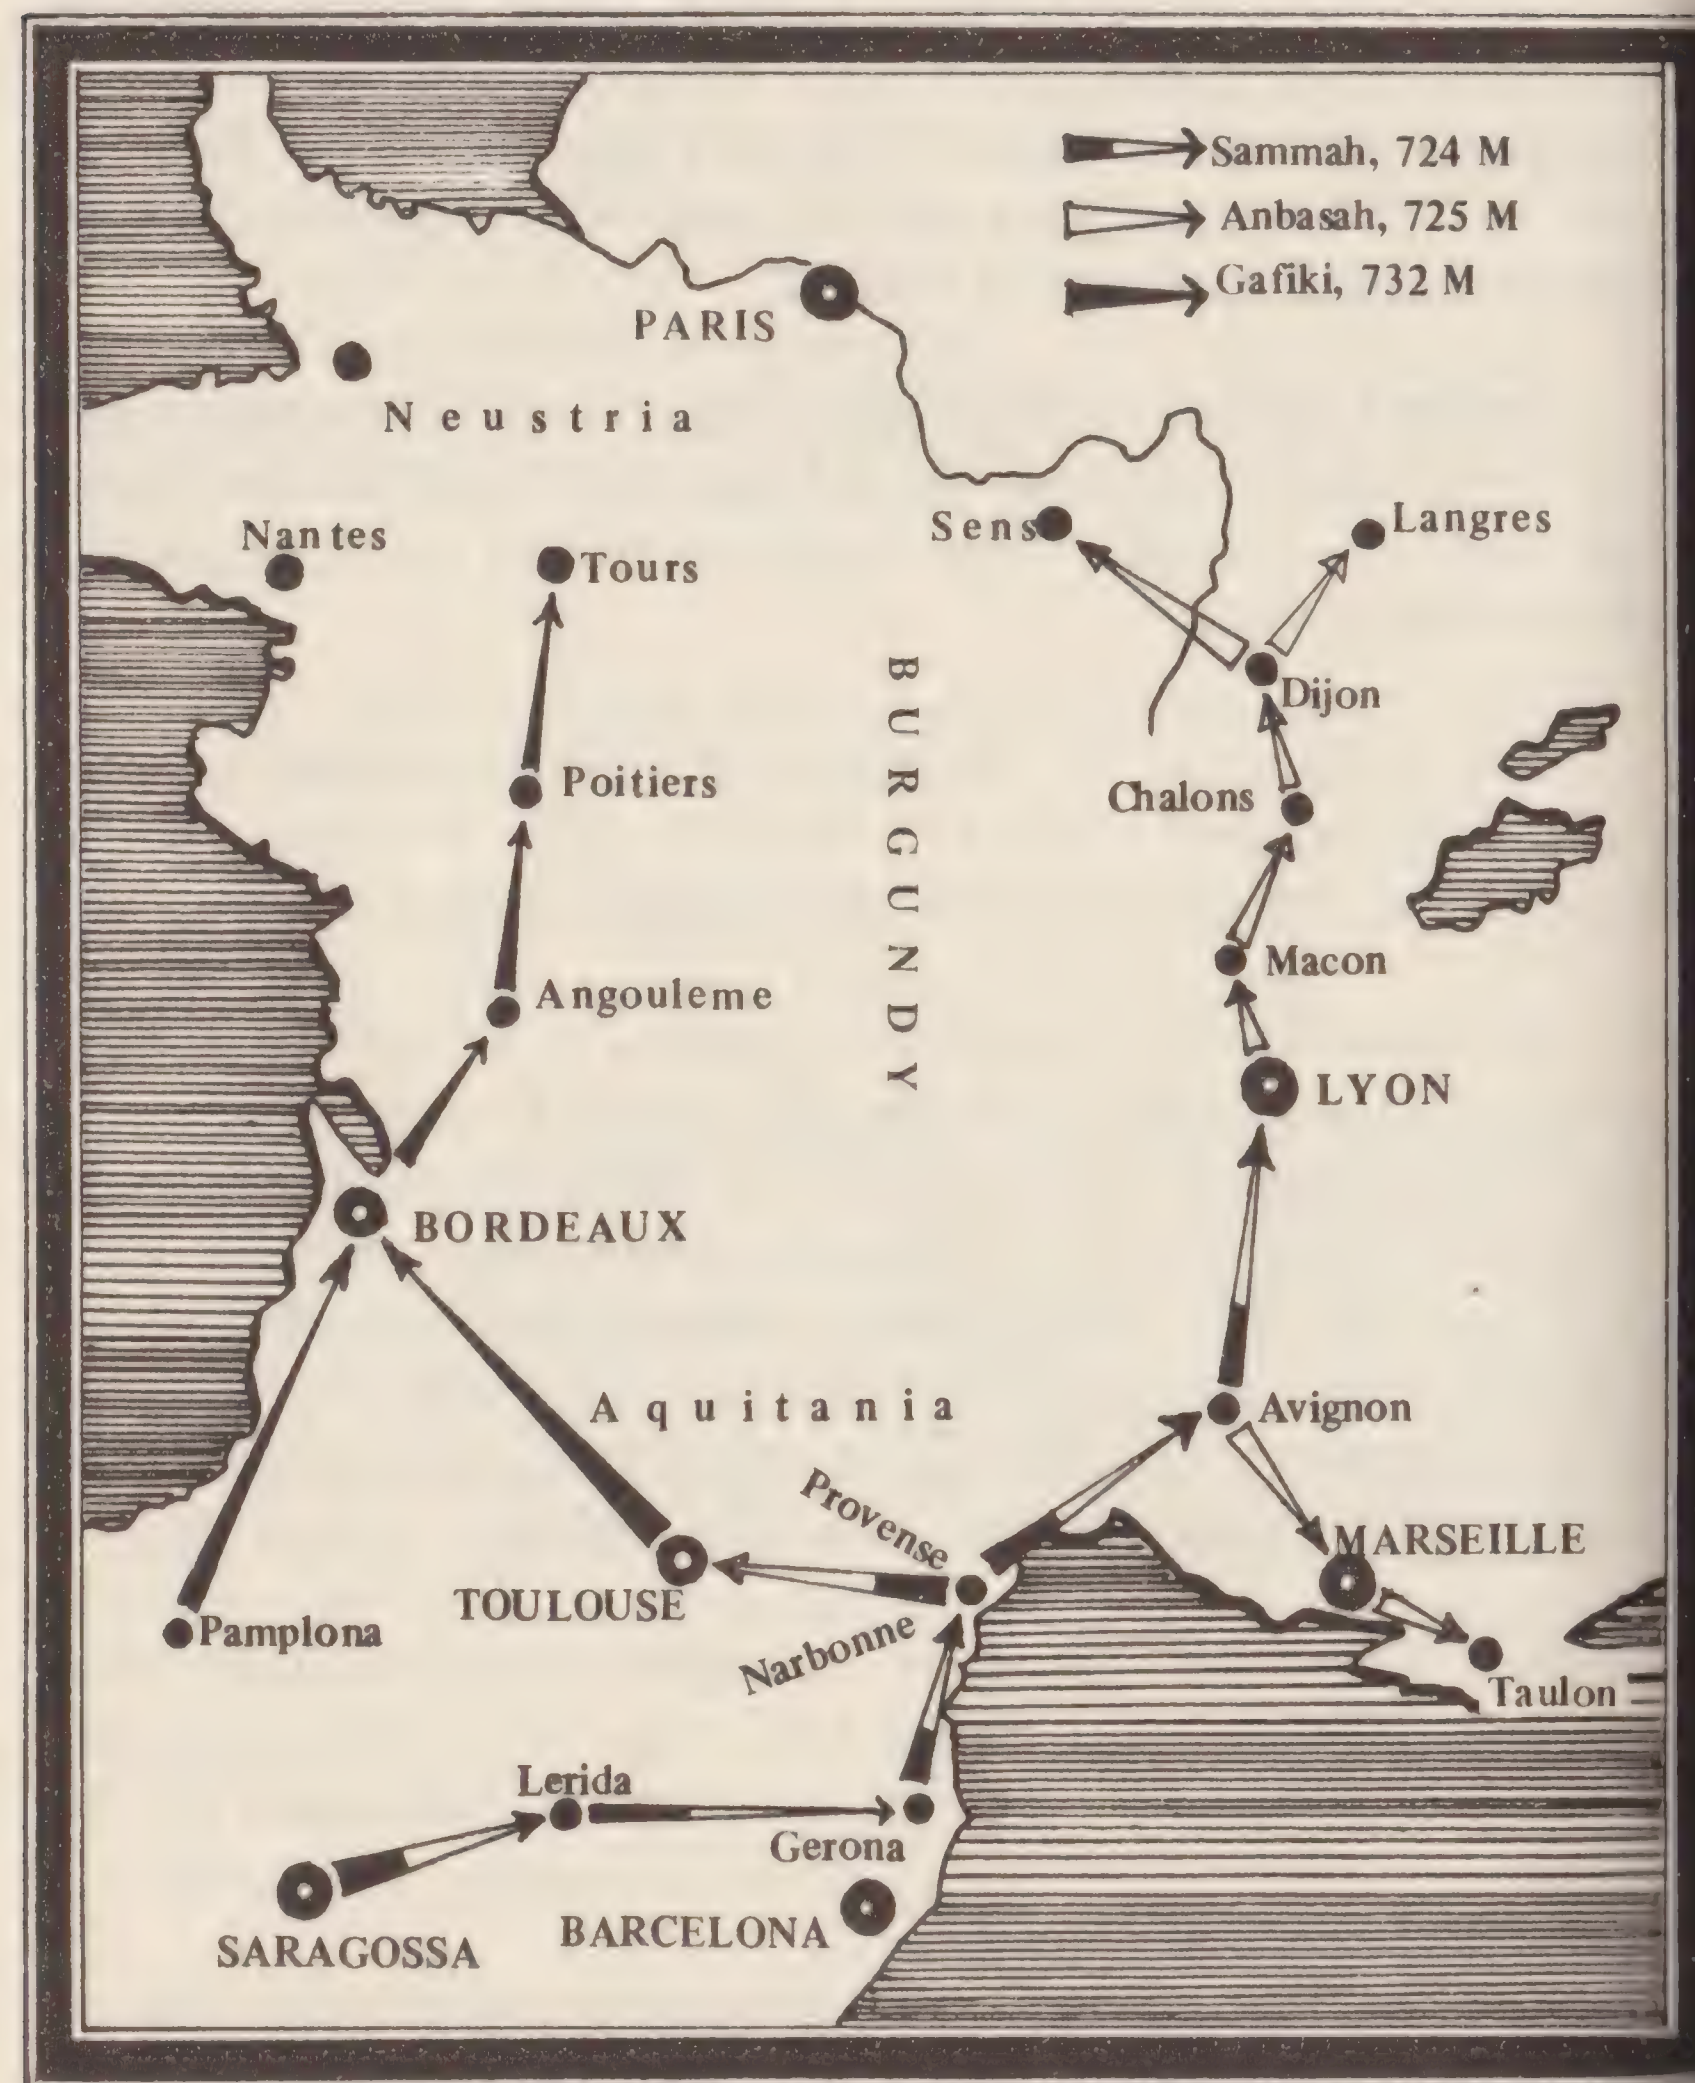 Sammah, 724 M
Anbasah, 725 M
Gafiki, 732 M
PARIS
Neustria
Nantes
Tours
Sens
Langres
Dijon
BURGUNDY
Poitiers
Chalons
Macon
Angouleme
LYON
BORDEAUX
Aquitania
Avignon
Provense
MARSEILLE
TOULOUSE
Pamplona
Narbonne
Taulon
Lerida
Gerona
BARCELONA
SARAGOSSA